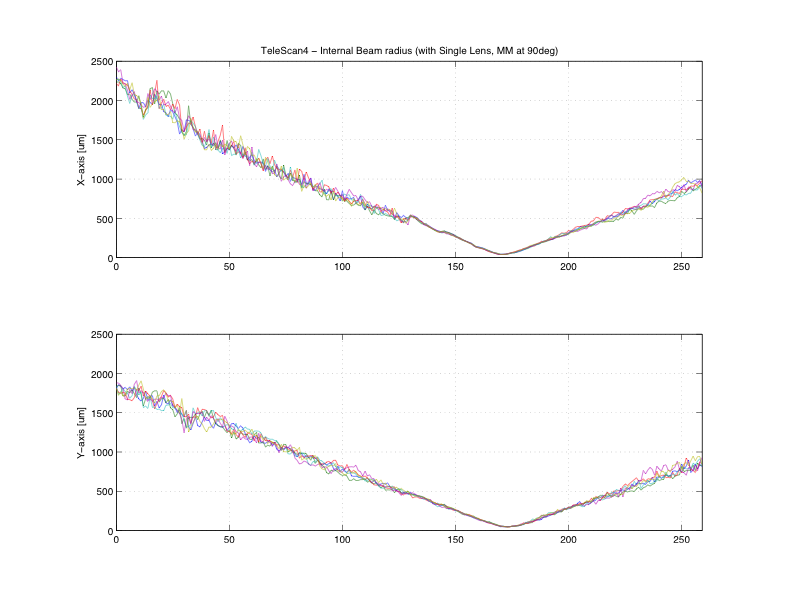 TeleScan4 − Internal Beam radius (with Single Lens, MM at 90deg)
2500
2000
1500
1000
500
0
X−axis [um]
0 50 100 150 200 250
2500
2000
1500
1000
500
0
Y−axis [um]
0 50 100 150 200 250